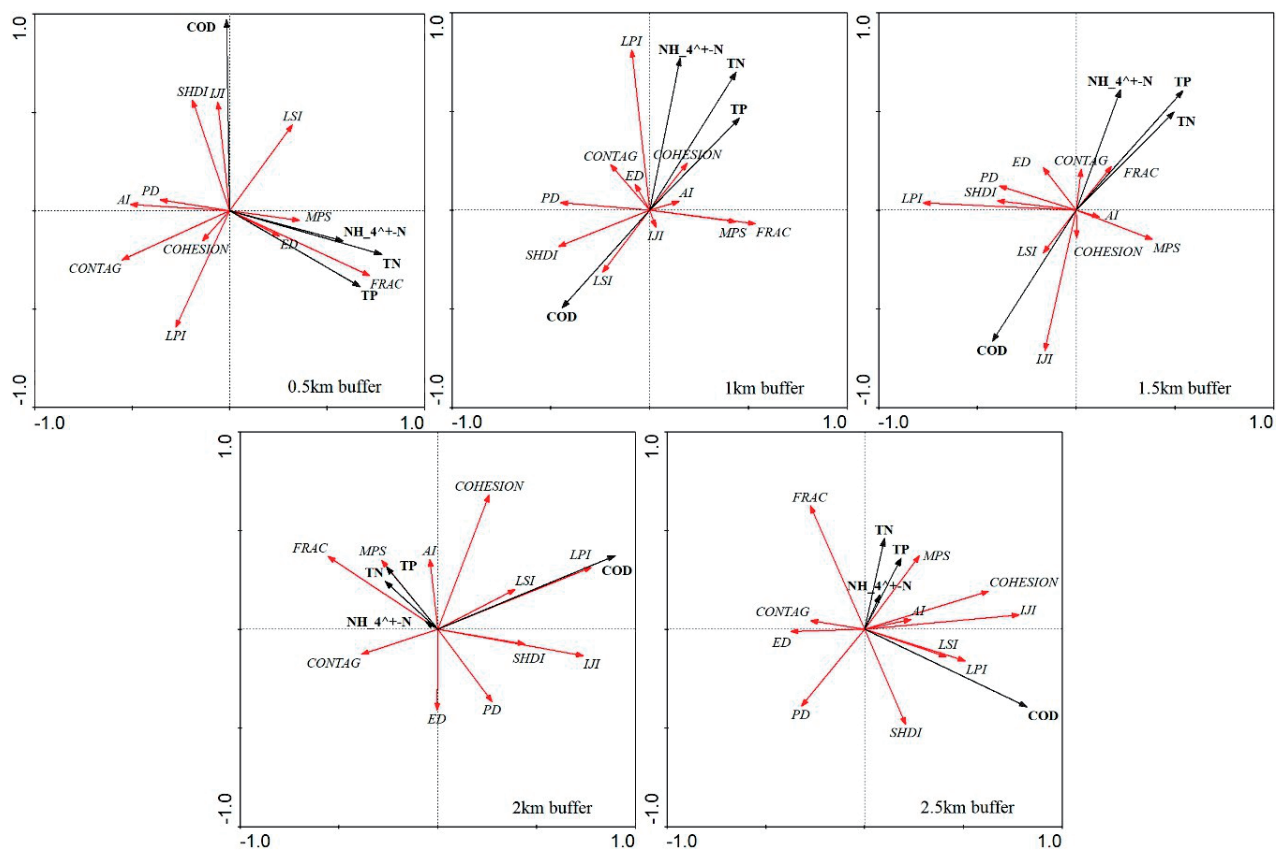 1.0
COD
SHDI IJI
LSI
PD
AI
MPS
NH_4^+-N
COHESION
ED
TN
CONTAG
FRAC
TP
LPI
0.5km buffer
-1.0
-1.0
1.0
1.0
LPI
NH_4^+-N
TN
TP
CONTAG
COHESION
ED
AI
PD
IJI
MPS
FRAC
SHDI
LSI
COD
1km buffer
-1.0
-1.0
1.0
1.0
NH_4^+-N
TP
TN
ED
CONTAG
FRAC
PD
SHDI
LPI
AI
LSI
COHESION
MPS
COD
IJI
1.5km buffer
-1.0
-1.0
1.0
1.0
COHESION
FRAC
MPS
AI
TP
LPI
TN
COD
LSI
NH_4^+-N
CONTAG
SHDI
IJI
ED
PD
2km buffer
-1.0
-1.0
1.0
1.0
FRAC
TN
TP
MPS
NH_4^+-N
COHESION
CONTAG
AI
IJI
ED
LSI
LPI
PD
COD
SHDI
2.5km buffer
-1.0
-1.0
1.0